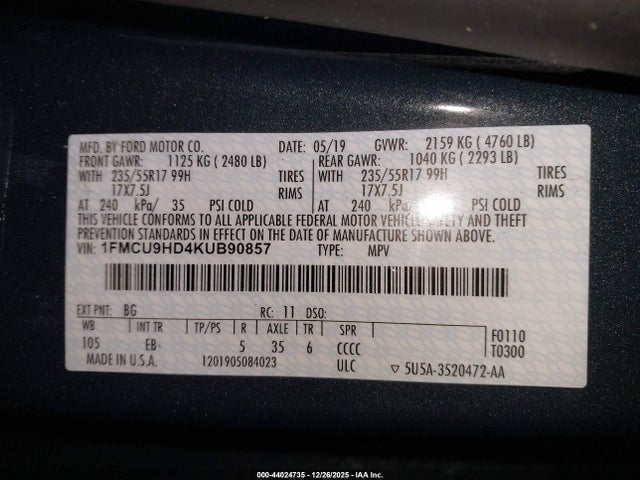 MFD. BY FORD MOTOR CO. DATE: 05/19 GVWR: 2159 KG ( 4760 LB)
FRONT GAWR: 1125 KG ( 2480 LB) REAR GAWR: 1040 KG ( 2293 LB)
WITH 235/55R17 99H TIRES WITH 235/55R17 99H TIRES
17X7.5J RIMS 17X7.5J RIMS
AT 240 kPa/ 35 PSI COLD AT 240 kPa/ PSI COLD
THIS VEHICLE CONFORMS TO ALL APPLICABLE FEDERAL MOTOR VEHICLE SAFETY AND THEFT
PREVENTION STANDARDS IN EFFECT ON THE DATE OF MANUFACTURE SHOWN ABOVE.
VIN: 1FMCU9HD4KUB90857 TYPE: MPV
EXT PNT: BG RC: 11 DSO:
WB INT TR TP/PS R AXLE TR SPR F0110
105 EB 5 35 6 CCCC T0300
MADE IN U.S.A. 1201905084023 ULC 5U5A-3520472-AA
000-44024735 - 12/26/2025 - IAA Inc.